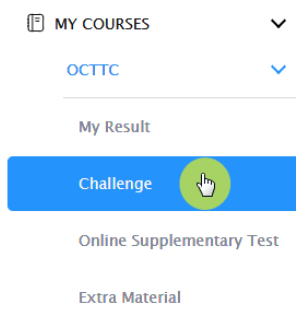 MY COURSES
OCTTC
My Result
Challenge
Online Supplementary Test
Extra Material